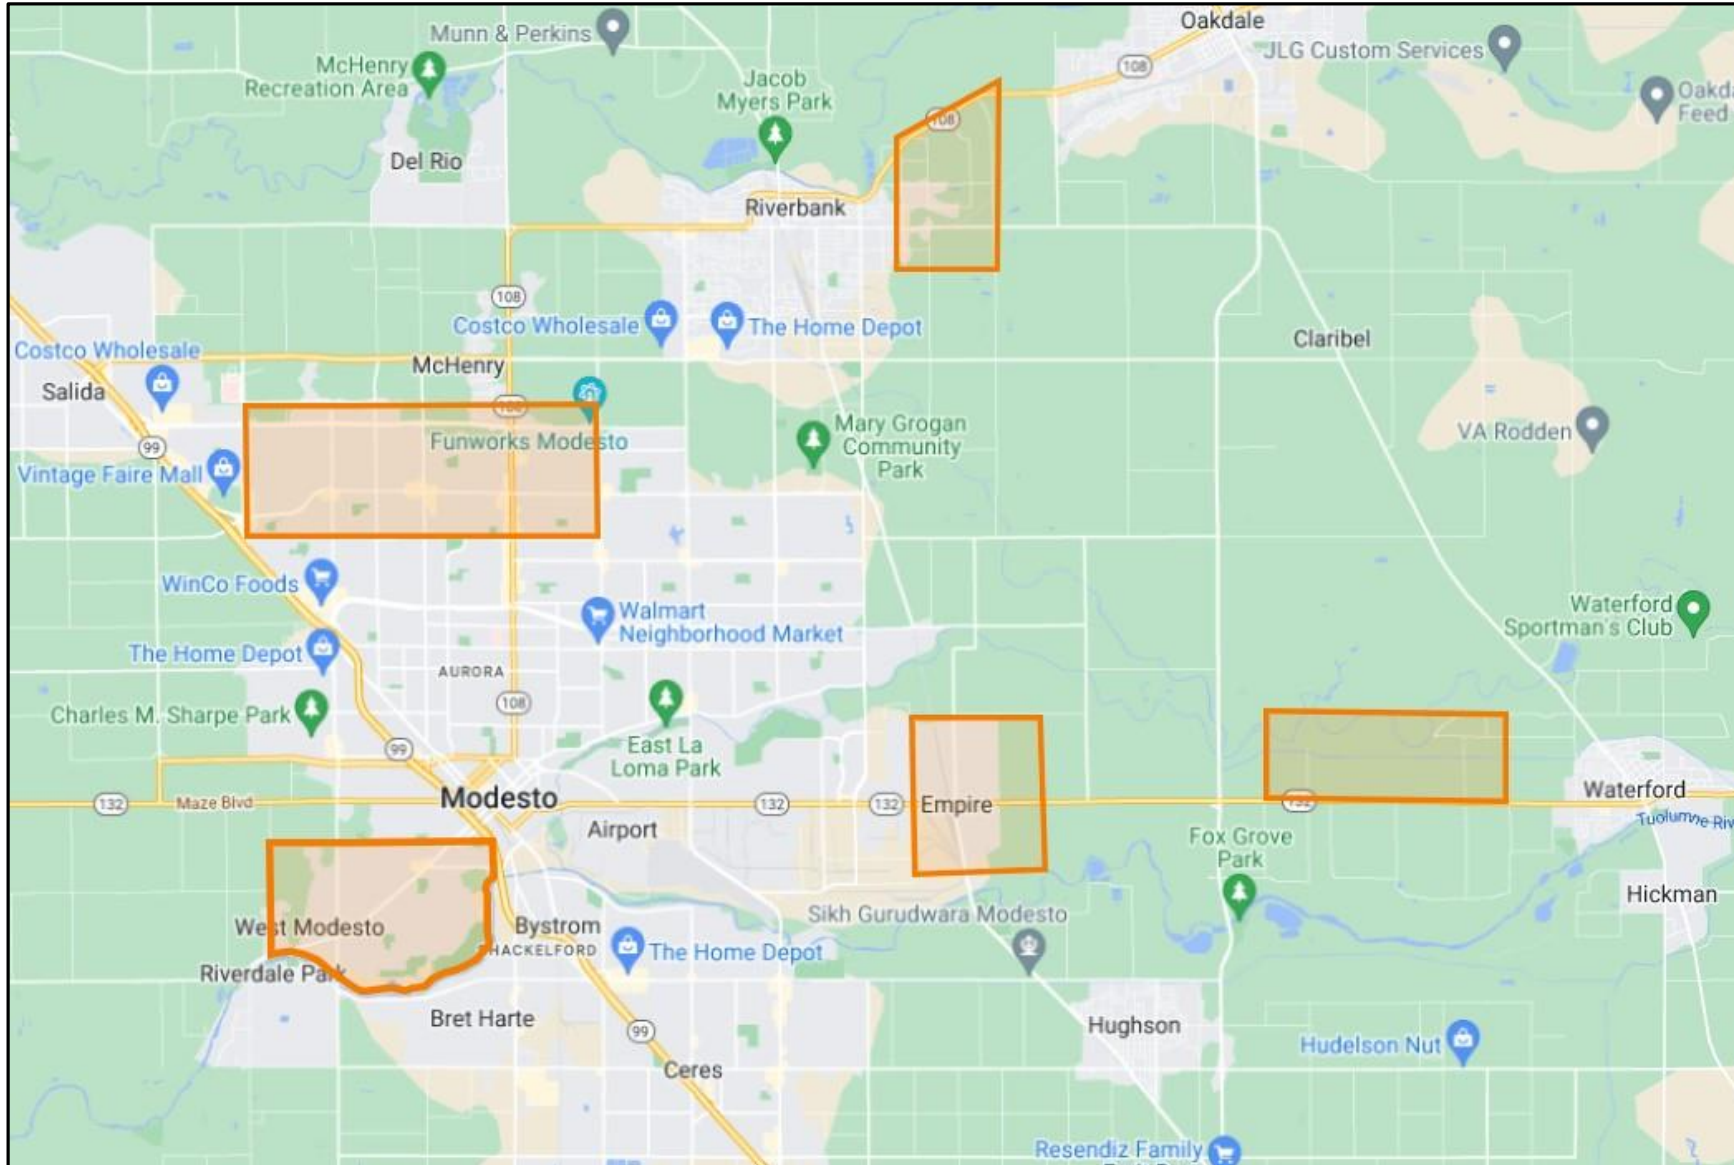 Munn & Perkins
Oakdale
JLG Custom Services
McHenry
Recreation Area
Jacob
Myers Park
108
Oakda
Feed
108
Del Rio
Riverbank
108
Costco Wholesale
The Home Depot
Claribel
Costco Wholesale
McHenry
Salida
108
Funworks Modesto
Mary Grogan
Community
Park
VA Rodden
99
Vintage Faire Mall
WinCo Foods
Walmart
Neighborhood Market
Waterford
Sportman's Club
The Home Depot
AURORA
108
Charles M. Sharpe Park
99
East La
Loma Park
132
Maze Blvd
Modesto
132
132
Empire
132
Waterford
Tuolumne Riv
Airport
Fox Grove
Park
Hickman
West Modesto
Bystrom
SHACKELFORD
Sikh Gurudwara Modesto
The Home Depot
Riverdale Park
Bret Harte
99
Hughson
Hudelson Nut
Ceres
Resendiz Family